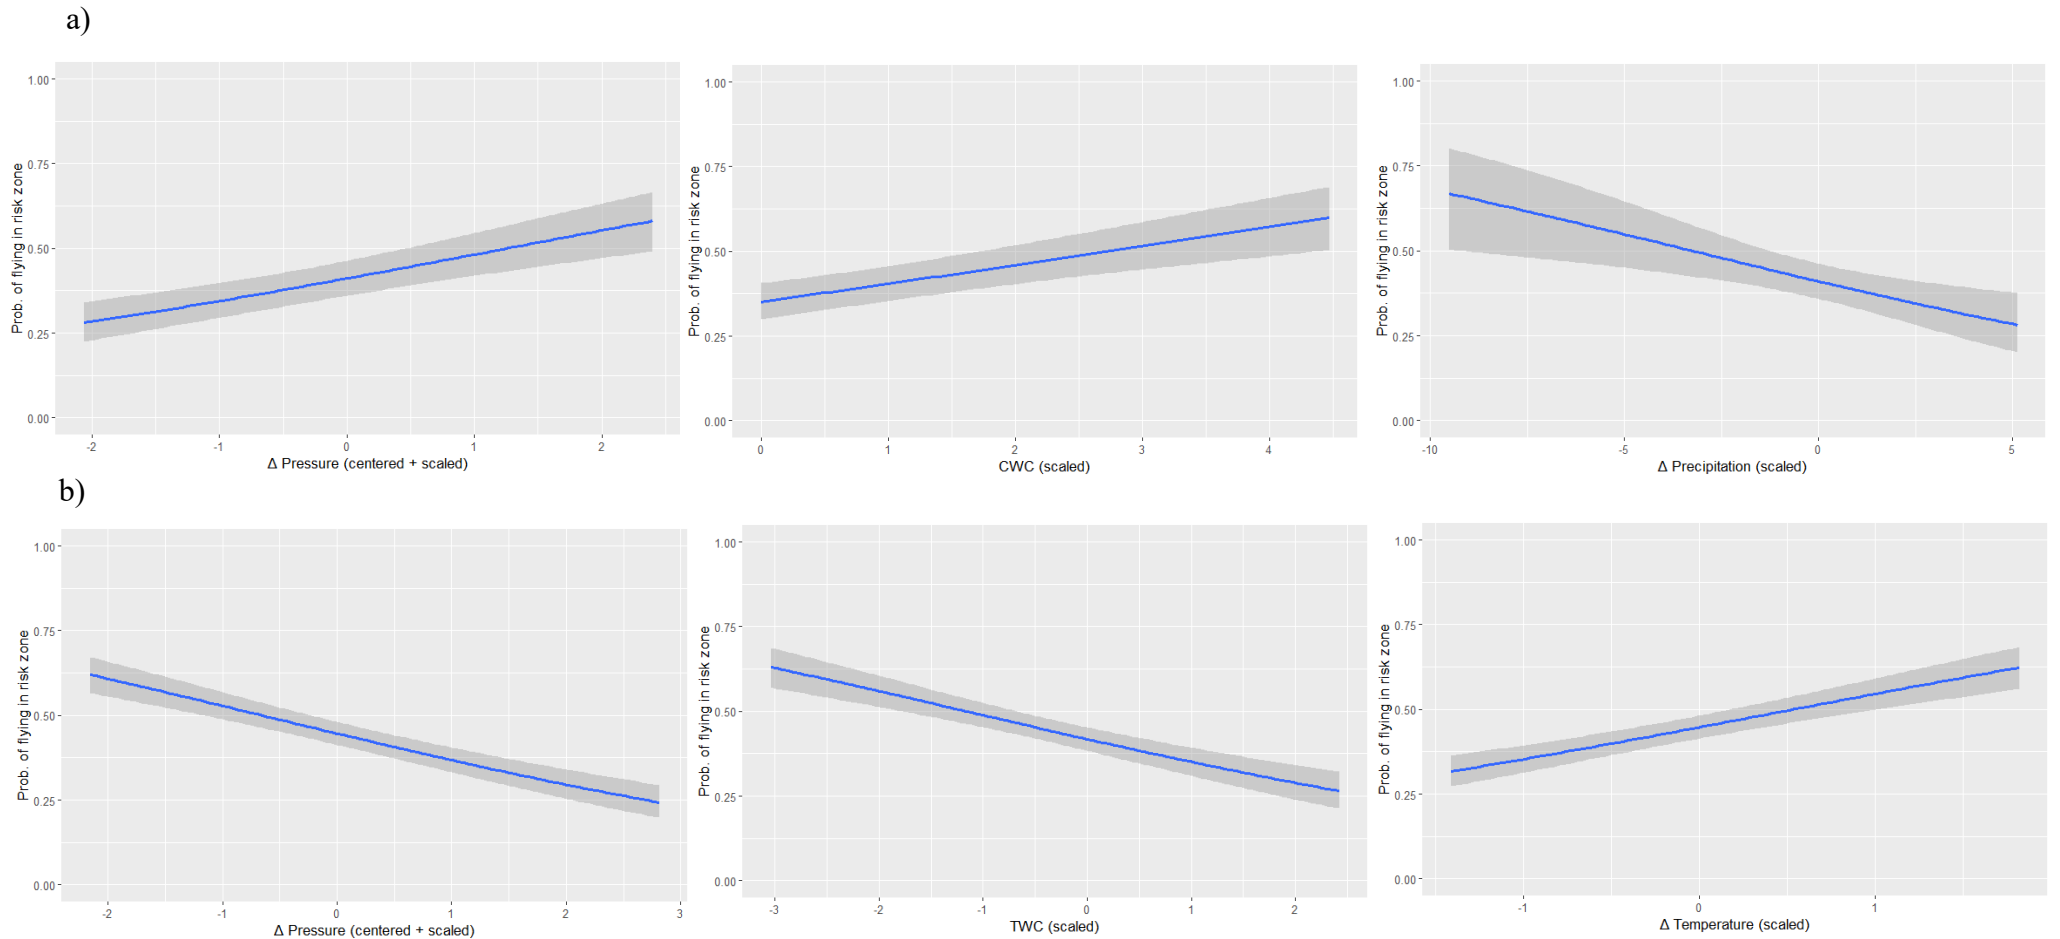 a)
Prob. of flying in risk zone
1.00
0.75
0.50
0.25
0.00
-2 -1 0 1 2
Δ Pressure (centered + scaled)
Prob. of flying in risk zone
1.00
0.75
0.50
0.25
0.00
0 1 2 3 4
CWC (scaled)
Prob. of flying in risk zone
1.00
0.75
0.50
0.25
0.00
-10 -5 0 5
Δ Precipitation (scaled)
b)
Prob. of flying in risk zone
1.00
0.75
0.50
0.25
0.00
-2 -1 0 1 2 3
Δ Pressure (centered + scaled)
Prob. of flying in risk zone
1.00
0.75
0.50
0.25
0.00
-3 -2 -1 0 1 2
TWC (scaled)
Prob. of flying in risk zone
1.00
0.75
0.50
0.25
0.00
-1 0 1
Δ Temperature (scaled)